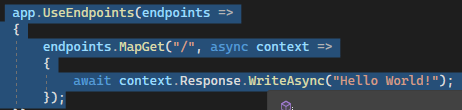 app.UseEndpoints(endpoints =>
{
    endpoints.MapGet("/", async context =>
    {
        await context.Response.WriteAsync("Hello World!");
    });